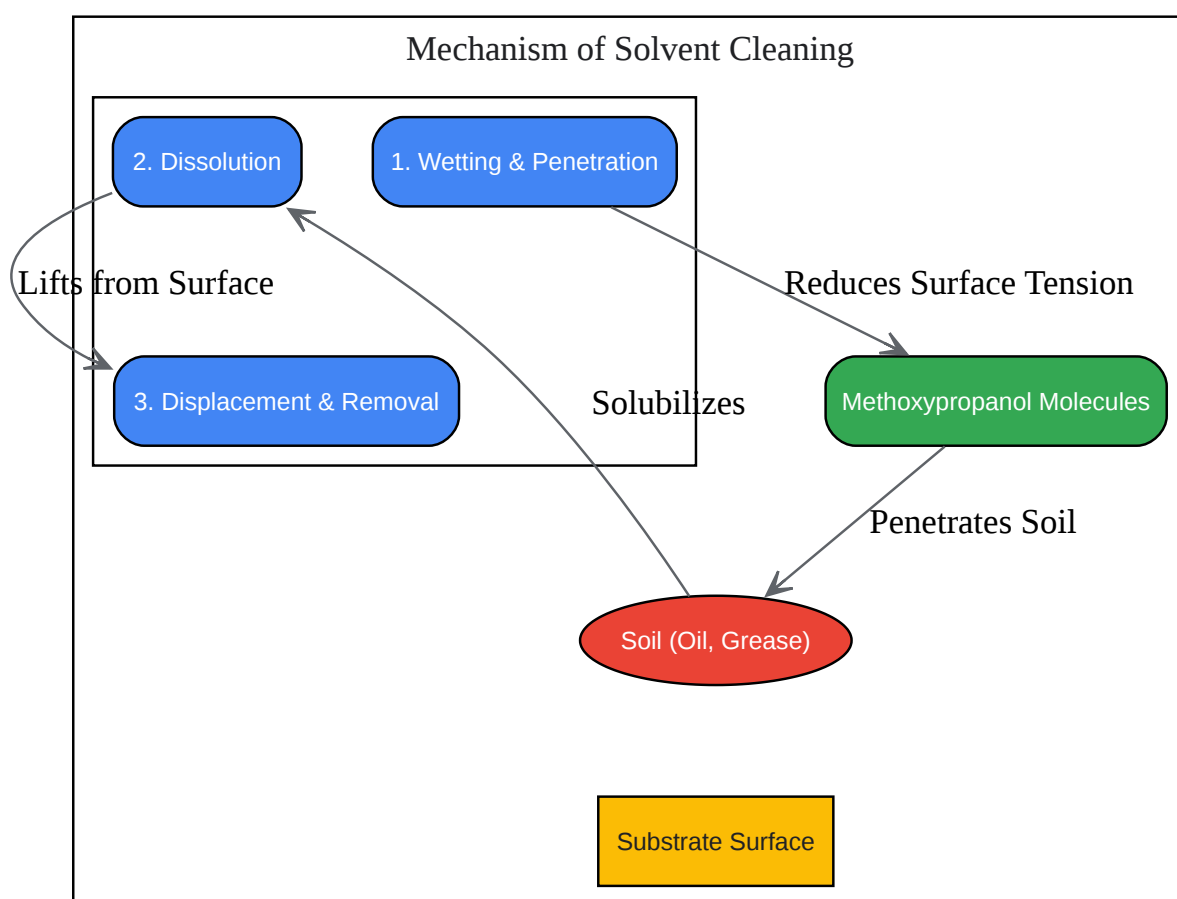 Mechanism of Solvent Cleaning
2. Dissolution
1. Wetting & Penetration
Lifts from Surface
Reduces Surface Tension
3. Displacement & Removal
Solubilizes
Methoxypropanol Molecules
Penetrates Soil
Soil (Oil, Grease)
Substrate Surface